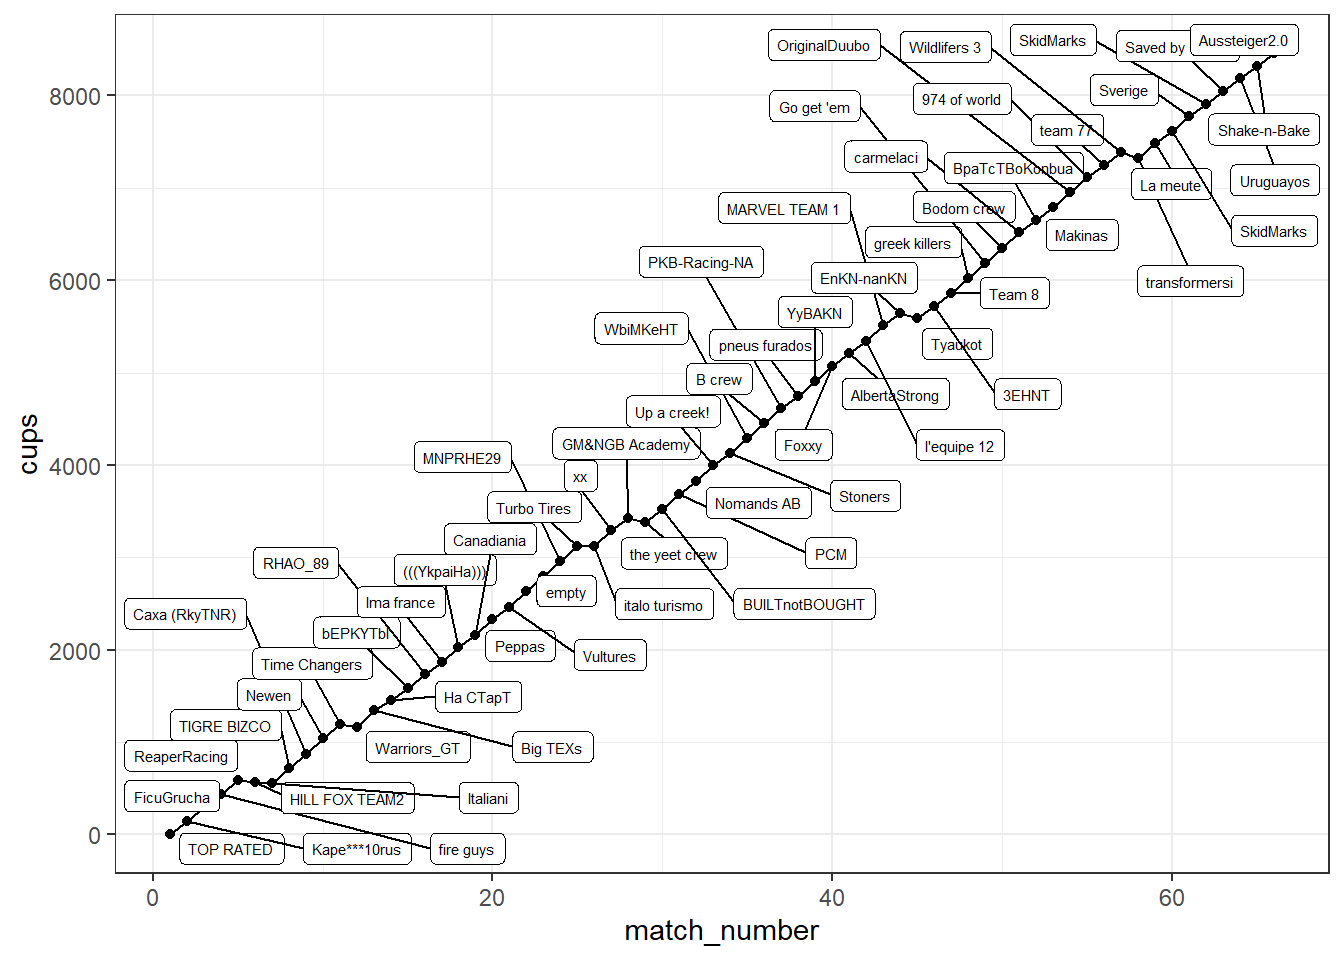 OriginalDuubo
Wildlifers 3
SkidMarks
Saved by
Aussteiger2.0
8000
Go get 'em
974 of world
Sverige
team 77
Shake-n-Bake
carmelaci
BpaTcTBoKonbua
La meute
Uruguayos
MARVEL TEAM 1
Bodom crew
SkidMarks
greek killers
Makinas
PKB-Racing-NA
EnKN-nanKN
transformersi
6000
Team 8
YyBAKN
WbiMKeHT
pneus furados
Tyaukot
B crew
AlbertaStrong
3EHNT
Up a creek!
GM&NGB Academy
Foxxy
l'equipe 12
cups
4000
MNPRHE29
xx
Stoners
Turbo Tires
Nomands AB
Canadiania
the yeet crew
PCM
RHAO_89
(((YkpaiHa)))
Ima france
empty
italo turismo
BUILTnotBOUGHT
Caxa (RkyTNR)
bEPKYTbI
Peppas
Vultures
2000
Time Changers
Newen
Ha CTapT
TIGRE BIZCO
Warriors_GT
Big TEXs
ReaperRacing
FicuGrucha
HILL FOX TEAM2
Italiani
0
TOP RATED
Kape***10rus
fire guys
0
20
40
60
match_number